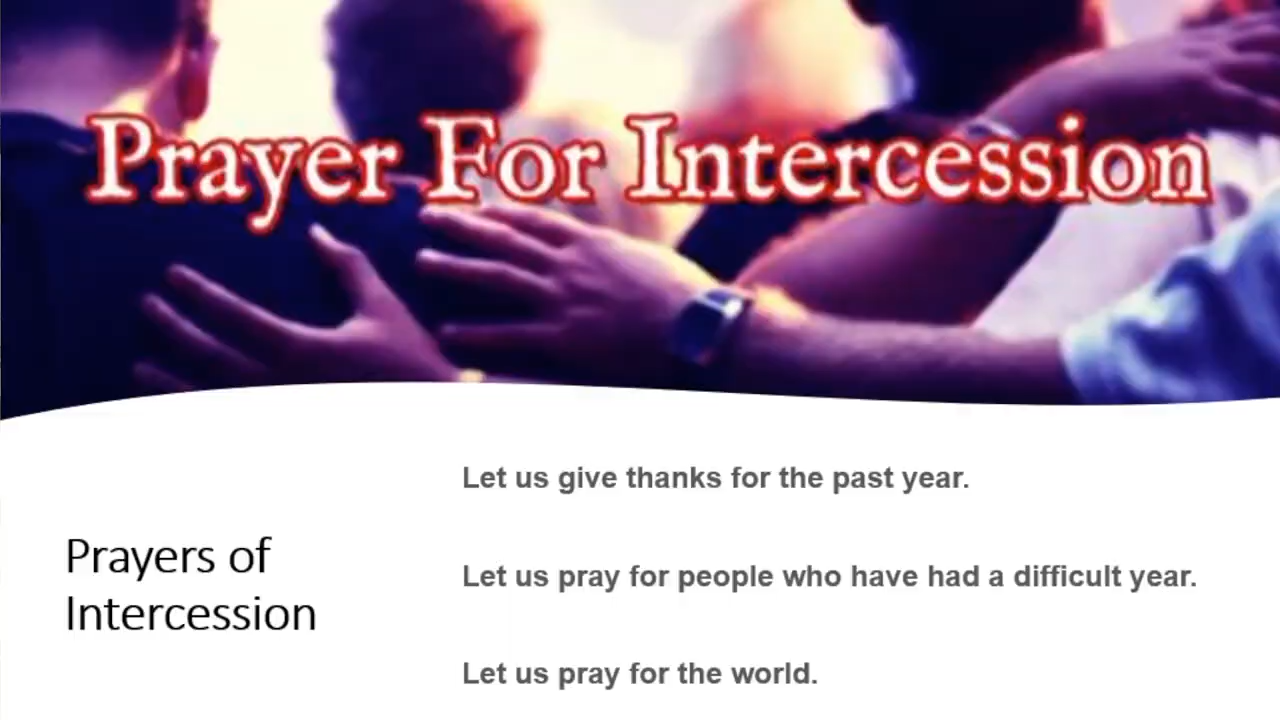 Prayer For Intercession
Prayers of
Intercession
Let us give thanks for the past year.
Let us pray for people who have had a difficult year.
Let us pray for the world.